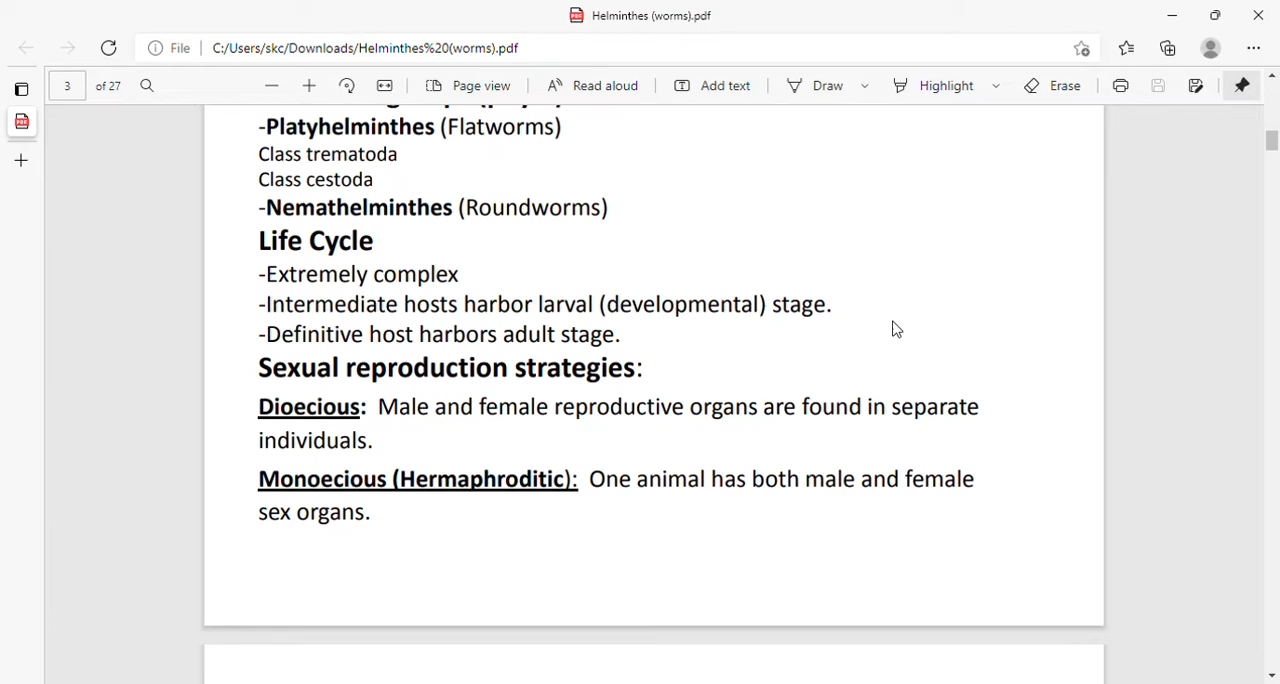 Helminthes (worms).pdf
File
C:/Users/skc/Downloads/Helminthes%20(worms).pdf
3 of 27
Page view
Read aloud
Add text
Draw
Highlight
Erase
-Platyhelminthes (Flatworms)
Class trematoda
Class cestoda
-Nemathelminthes (Roundworms)
Life Cycle
-Extremely complex
-Intermediate hosts harbor larval (developmental) stage.
-Definitive host harbors adult stage.
Sexual reproduction strategies:
Dioecious: Male and female reproductive organs are found in separate
individuals.
Monoecious (Hermaphroditic): One animal has both male and female
sex organs.